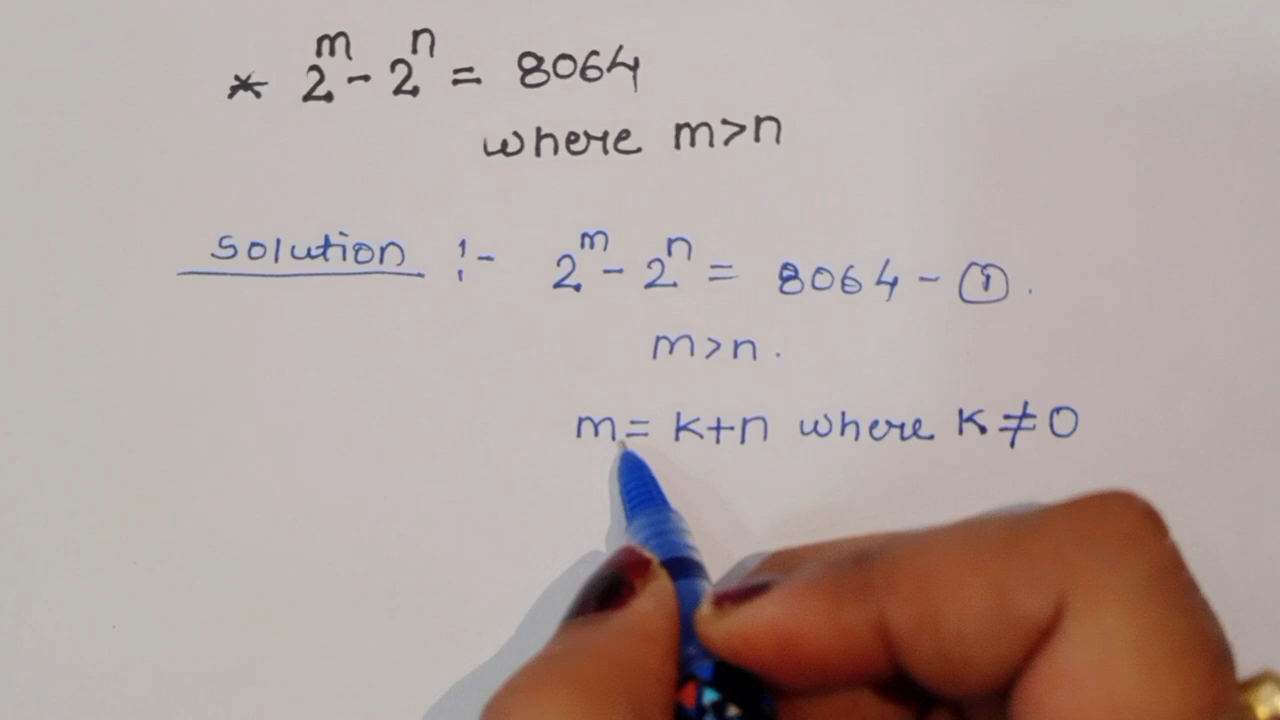 * 2^m - 2^n = 8064
where m>n
Solution :- 2^m - 2^n = 8064 - ①.
m>n.
m= k+n where k≠0